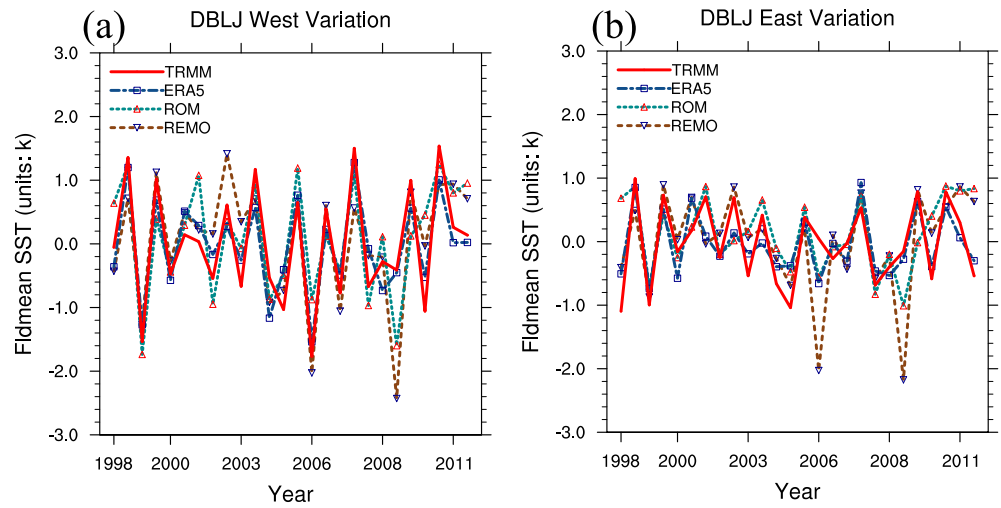 (a)
DBLJ West Variation
3.0
2.0
1.0
0.0
-1.0
-2.0
-3.0
Fldmean SST (units: k)
TRMM
ERA5
ROM
REMO
1998 2000 2003 2006 2008 2011
Year
(b)
DBLJ East Variation
3.0
2.0
1.0
0.0
-1.0
-2.0
-3.0
Fldmean SST (units: k)
TRMM
ERA5
ROM
REMO
1998 2000 2003 2006 2008 2011
Year